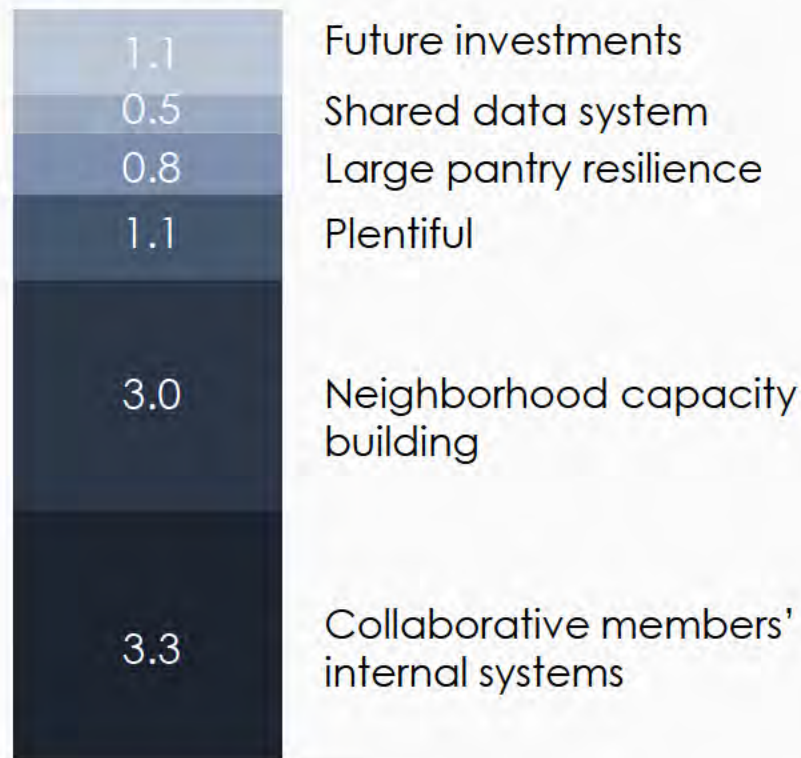 1.1 Future investments
0.5 Shared data system
0.8 Large pantry resilience
1.1 Plentiful
3.0 Neighborhood capacity
building
3.3 Collaborative members’
internal systems